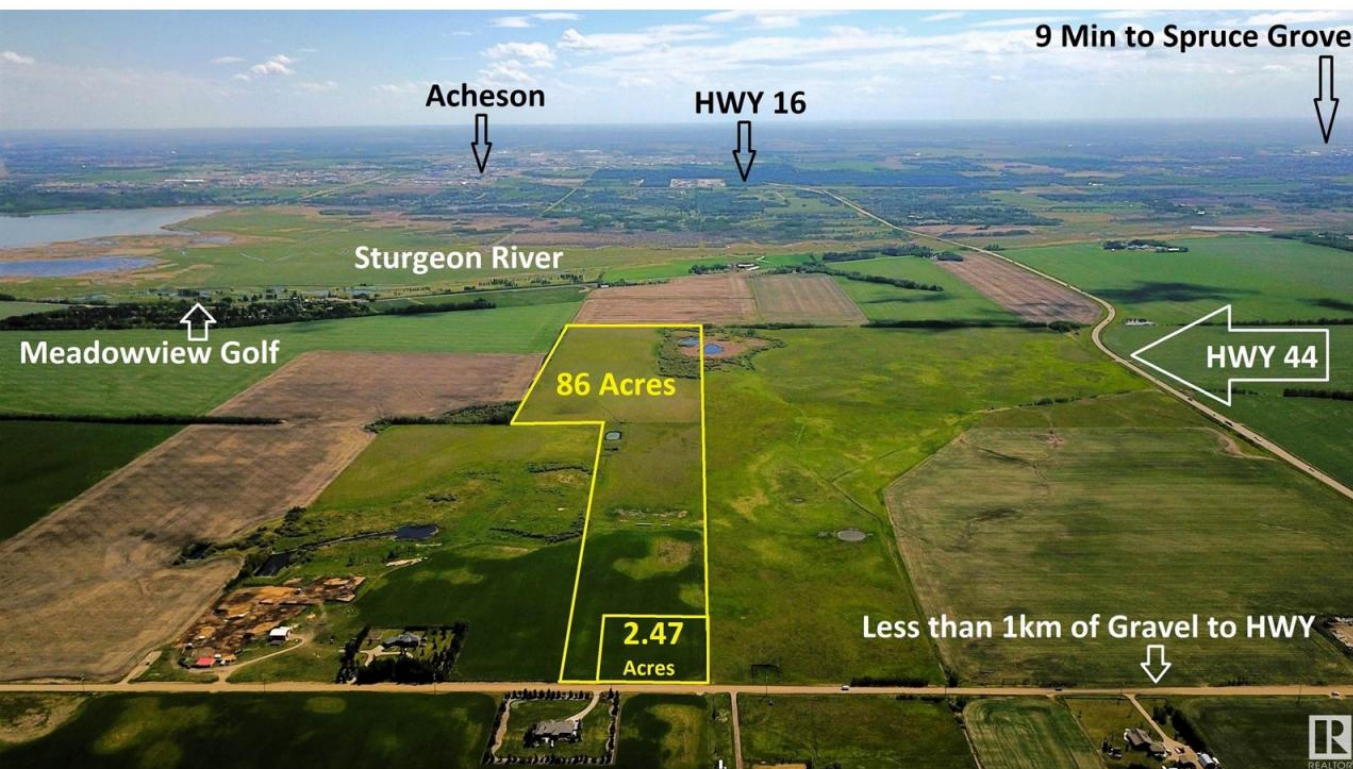 9 Min to Spruce Grove
Acheson
HWY 16
Sturgeon River
Meadowview Golf
HWY 44
86 Acres
2.47
Acres
Less than 1km of Gravel to HWY
R
REALTOR